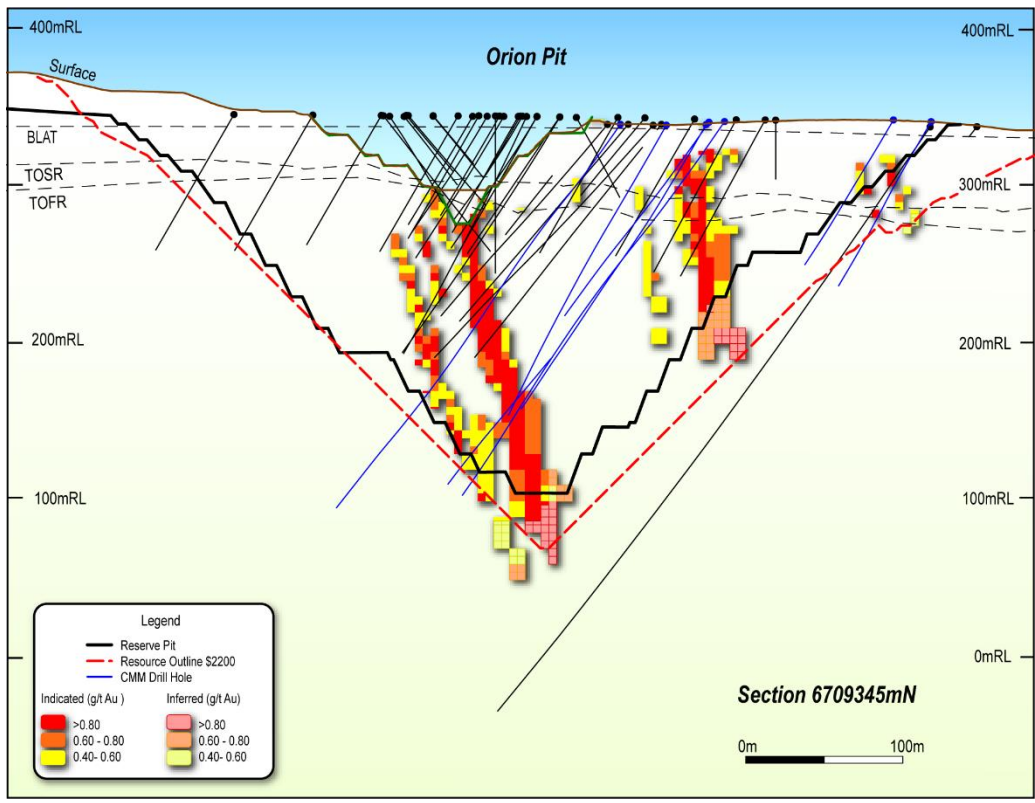 400mRL
400mRL
Orion Pit
Surface
BLAT
TOSR
TOFR
300mRL
200mRL
200mRL
100mRL
100mRL
0mRL
Legend
Reserve Pit
Resource Outline $2200
CMM Drill Hole
Indicated (g/t Au )
Inferred (g/t Au)
>0.80
>0.80
0.60 - 0.80
0.60 - 0.80
0.40- 0.60
0.40- 0.60
Section 6709345mN
0m
100m